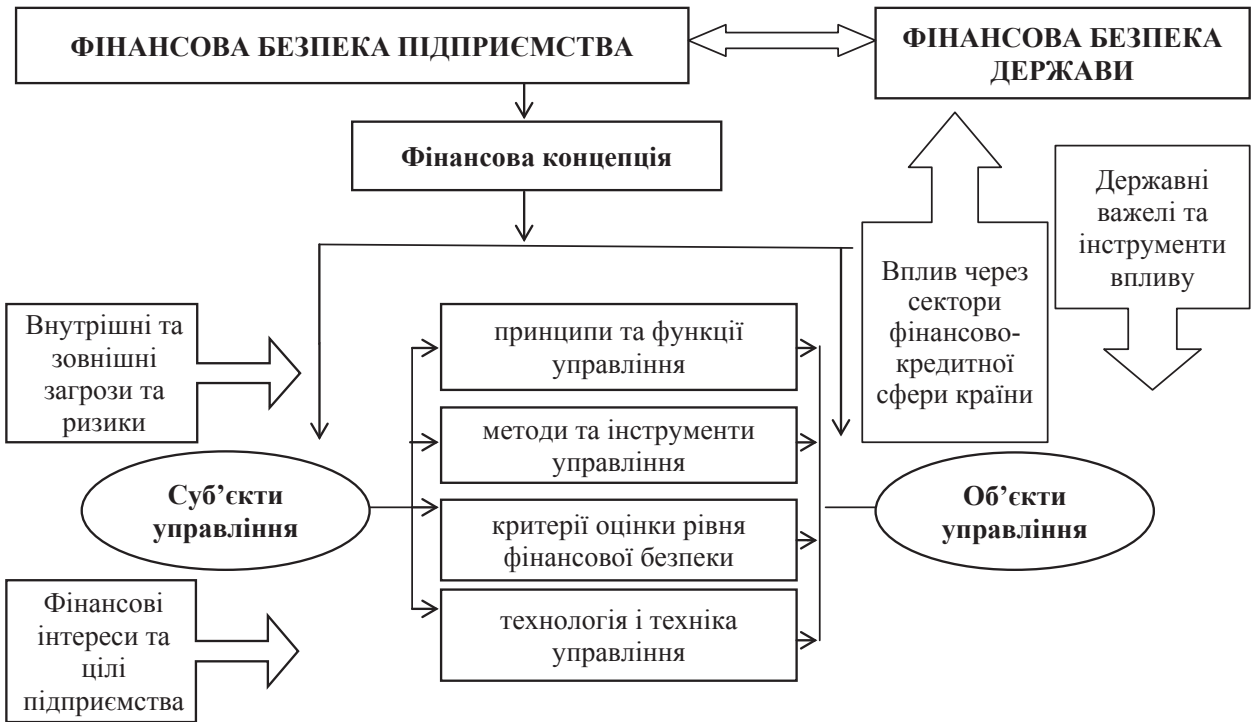 ФІНАНСОВА БЕЗПЕКА ПІДПРИЄМСТВА
ФІНАНСОВА БЕЗПЕКА
ДЕРЖАВИ
Фінансова концепція
Державні
важелі та
інструменти
впливу
Вплив через
сектори
фінансово-
кредитної
сфери країни
Внутрішні та
зовнішні
загрози та
ризики
принципи та функції
управління
методи та інструменти
управління
Суб’єкти
управління
критерії оцінки рівня
фінансової безпеки
Об’єкти
управління
Фінансові
інтереси та
цілі
підприємства
технологія і техніка
управління